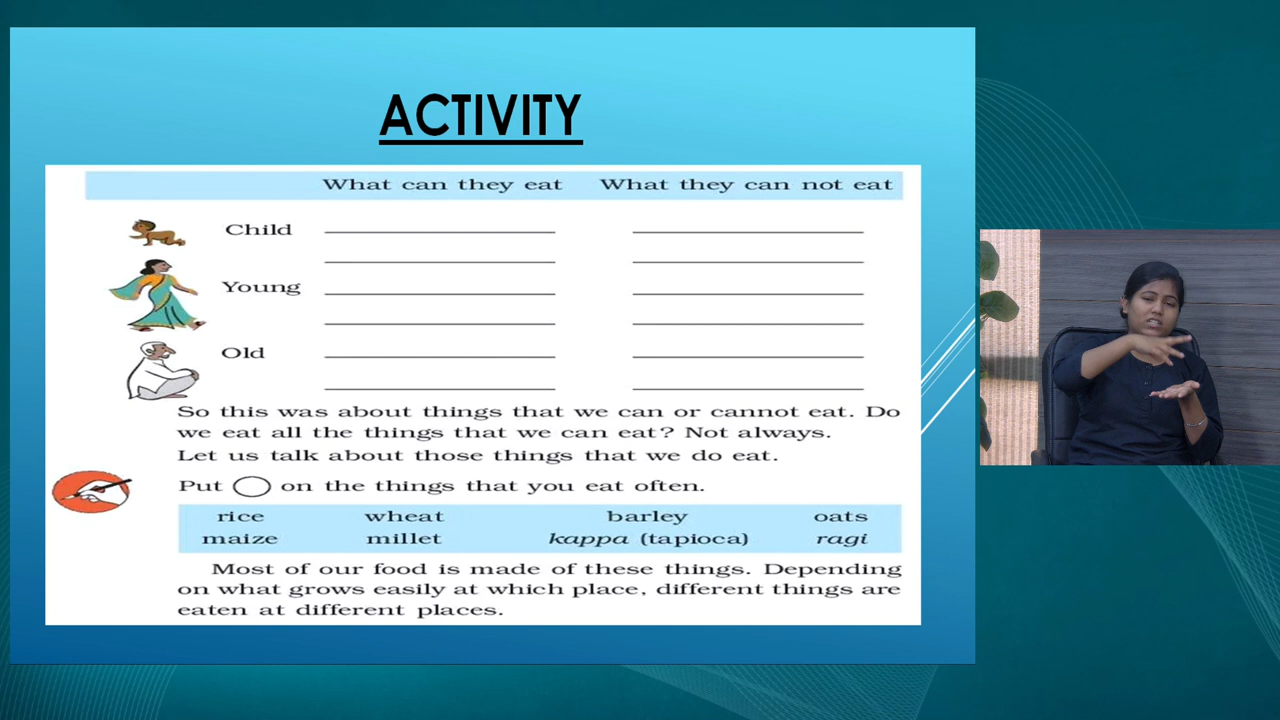 ACTIVITY
What can they eat What they can not eat
Child
Young
Old
So this was about things that we can or cannot eat. Do
we eat all the things that we can eat? Not always.
Let us talk about those things that we do eat.
Put on the things that you eat often.
rice wheat barley oats
maize millet kappa (tapioca) ragi
Most of our food is made of these things. Depending
on what grows easily at which place, different things are
eaten at different places.